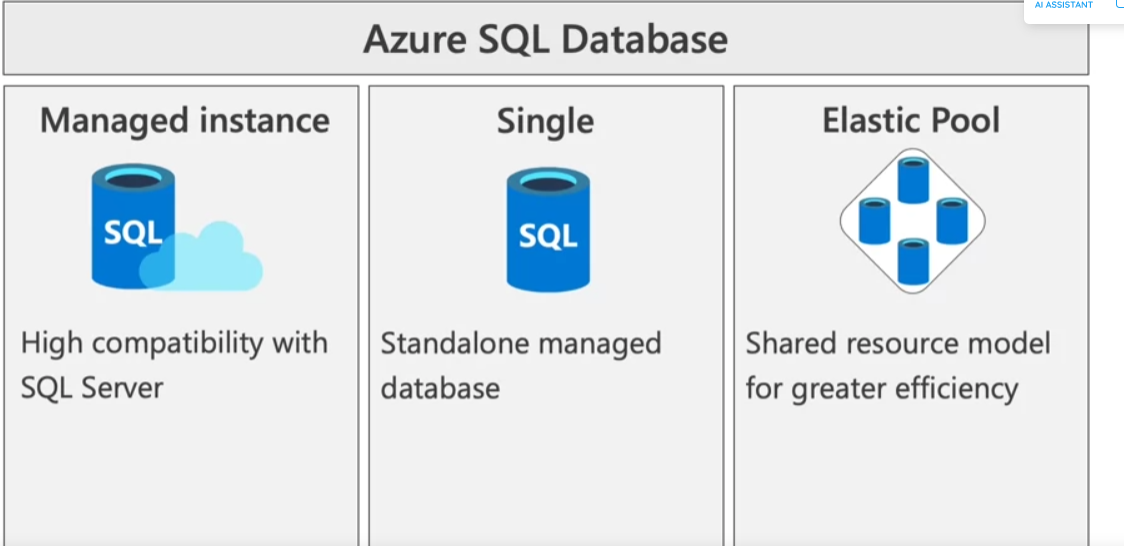 AI ASSISTANT
Azure SQL Database
Managed instance
SQL
High compatibility with
SQL Server
Single
SQL
Standalone managed
database
Elastic Pool
Shared resource model
for greater efficiency